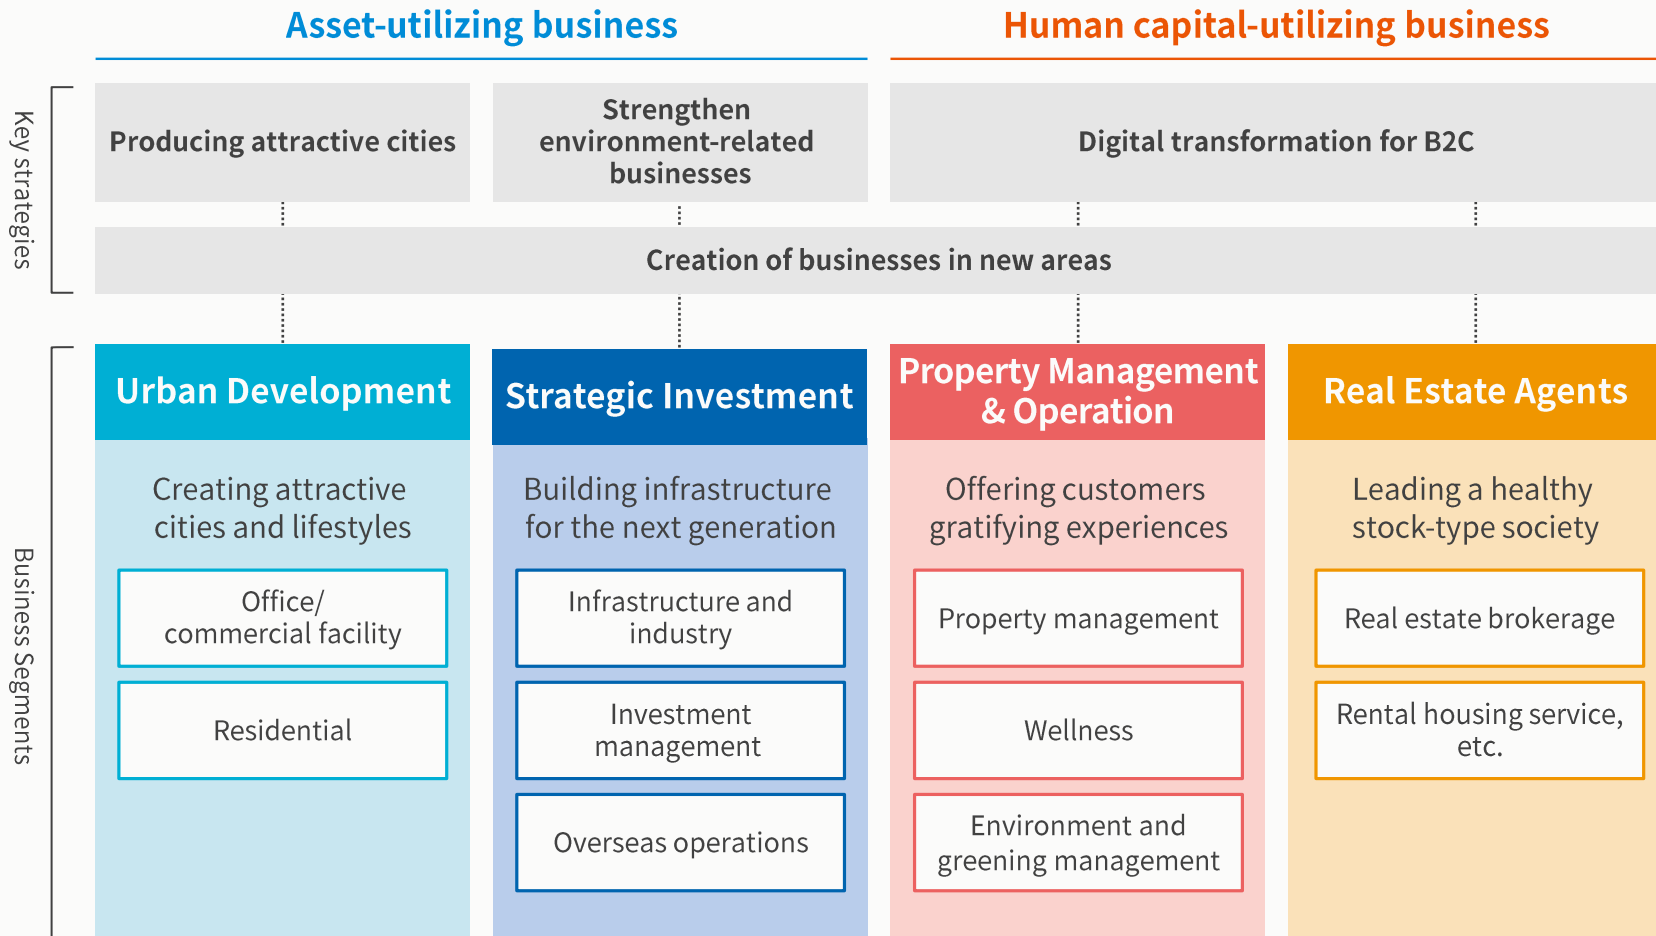 Asset-utilizing business
Human capital-utilizing business
Key strategies
Producing attractive cities
Strengthen
environment-related
businesses
Digital transformation for B2C
Creation of businesses in new areas
Business Segments
Urban Development
Creating attractive
cities and lifestyles
Office/
commercial facility
Residential
Strategic Investment
Building infrastructure
for the next generation
Infrastructure and
industry
Investment
management
Overseas operations
Property Management
& Operation
Offering customers
gratifying experiences
Property management
Wellness
Environment and
greening management
Real Estate Agents
Leading a healthy
stock-type society
Real estate brokerage
Rental housing service,
etc.